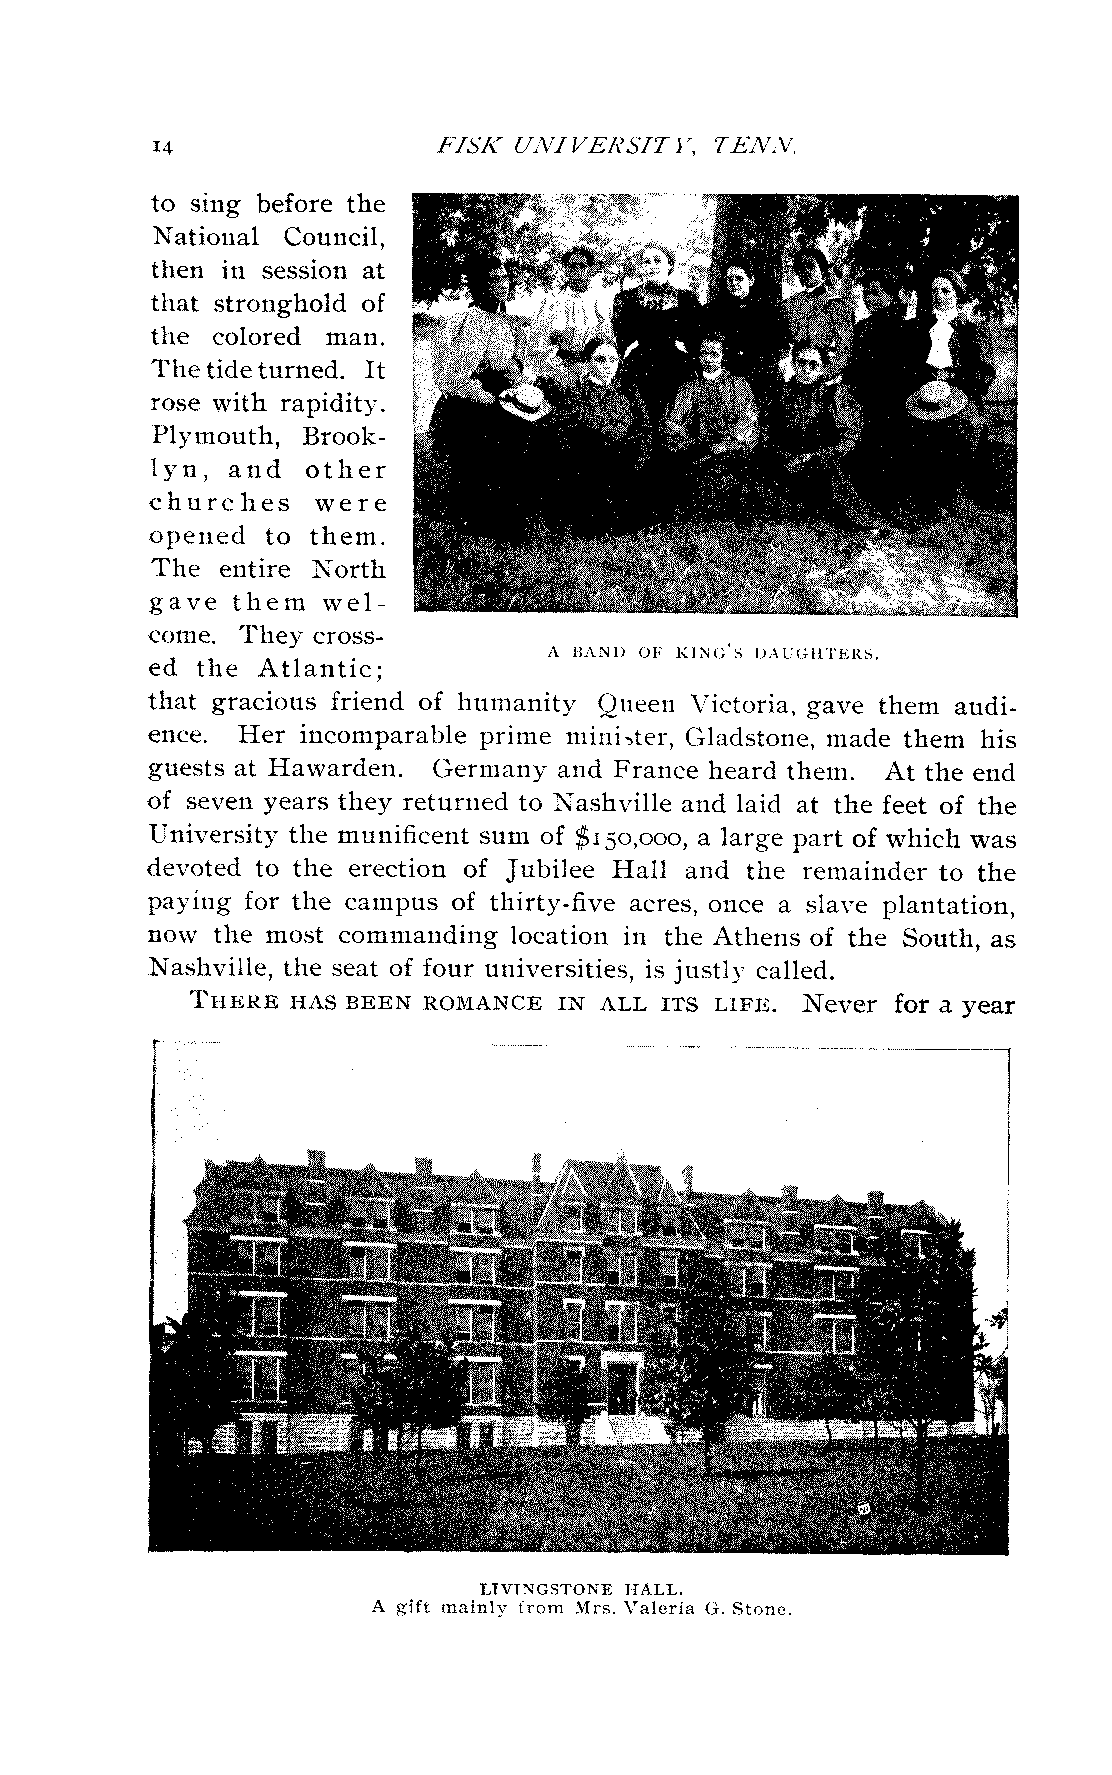 14 FISK UNIVERSITY, TENN.
to sing before the
National Council,
then in session at
that stronghold of
the colored man.
The tide turned. It
rose with rapidity.
Plymouth, Brook-
lyn, and other
churches were
opened to them.
The entire North
gave them wel-
come. They cross-
ed the Atlantic;
A BAND OF KING'S DAUGHTERS.
that gracious friend of humanity Queen Victoria, gave them audi-
ence. Her incomparable prime minister, Gladstone, made them his
guests at Hawarden. Germany and France heard them. At the end
of seven years they returned to Nashville and laid at the feet of the
University the munificent sum of $150,000, a large part of which was
devoted to the erection of Jubilee Hall and the remainder to the
paying for the campus of thirty-five acres, once a slave plantation,
now the most commanding location in the Athens of the South, as
Nashville, the seat of four universities, is justly called.
THERE HAS BEEN ROMANCE IN ALL ITS LIFE. Never for a year
LIVINGSTONE HALL.
A gift mainly from Mrs. Valeria G. Stone.